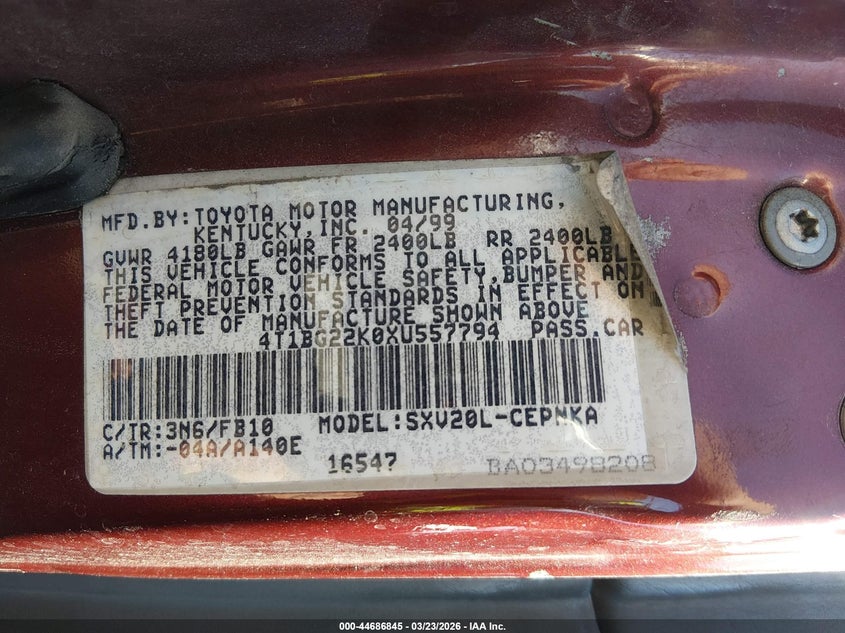 MFD.BY:TOYOTA MOTOR MANUFACTURING,
KENTUCKY,INC. 04/99
GVWR 4180LB GAWR FR 2400LB RR 2400LB
THIS VEHICLE CONFORMS TO ALL APPLICABLE
FEDERAL MOTOR VEHICLE SAFETY,BUMPER AND
THEFT PREVENTION STANDARDS IN EFFECT ON
THE DATE OF MANUFACTURE SHOWN ABOVE.
4T1BG22K0XU557794 PASS.CAR
C/TR:3N6/FB10 MODEL:SXV20L-CEPNKA
A/TM:-04A/A140E
16547 BA03498208
000-44686845 | 03/23/2026 – IAA Inc.